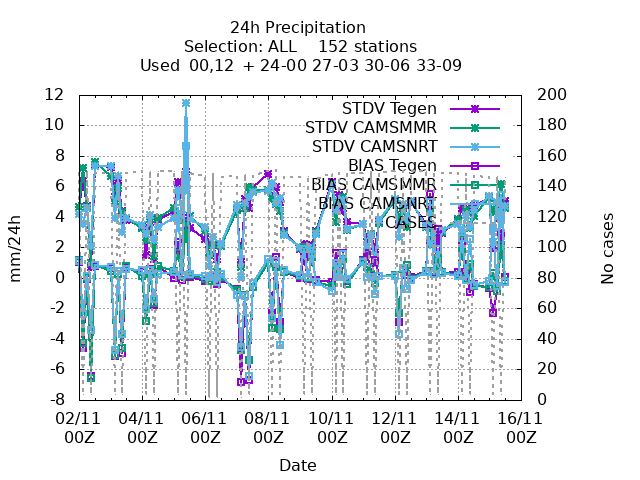 24h Precipitation
Selection: ALL 152 stations
Used 00,12 + 24-00 27-03 30-06 33-09
12 200
10 180
8 160
6 140
4 120
2 100
0 80
-2 60
-4 40
-6 20
-8 0
STDV Tegen
STDV CAMSMMR
STDV CAMSNRT
BIAS Tegen
BIAS CAMSMMR
BIAS CAMSNRT
CASES
mm/24h
No cases
02/11 04/11 06/11 08/11 10/11 12/11 14/11 16/11
00Z 00Z 00Z 00Z 00Z 00Z 00Z 00Z
Date